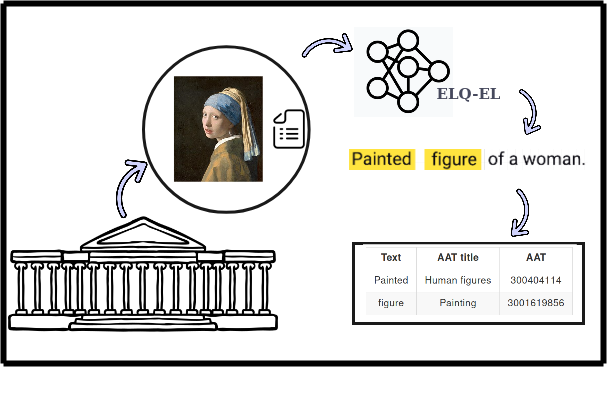 ELQ-EL
Painted figure of a woman.
Text AAT title AAT
Painted Human figures 300404114
figure Painting 3001619856